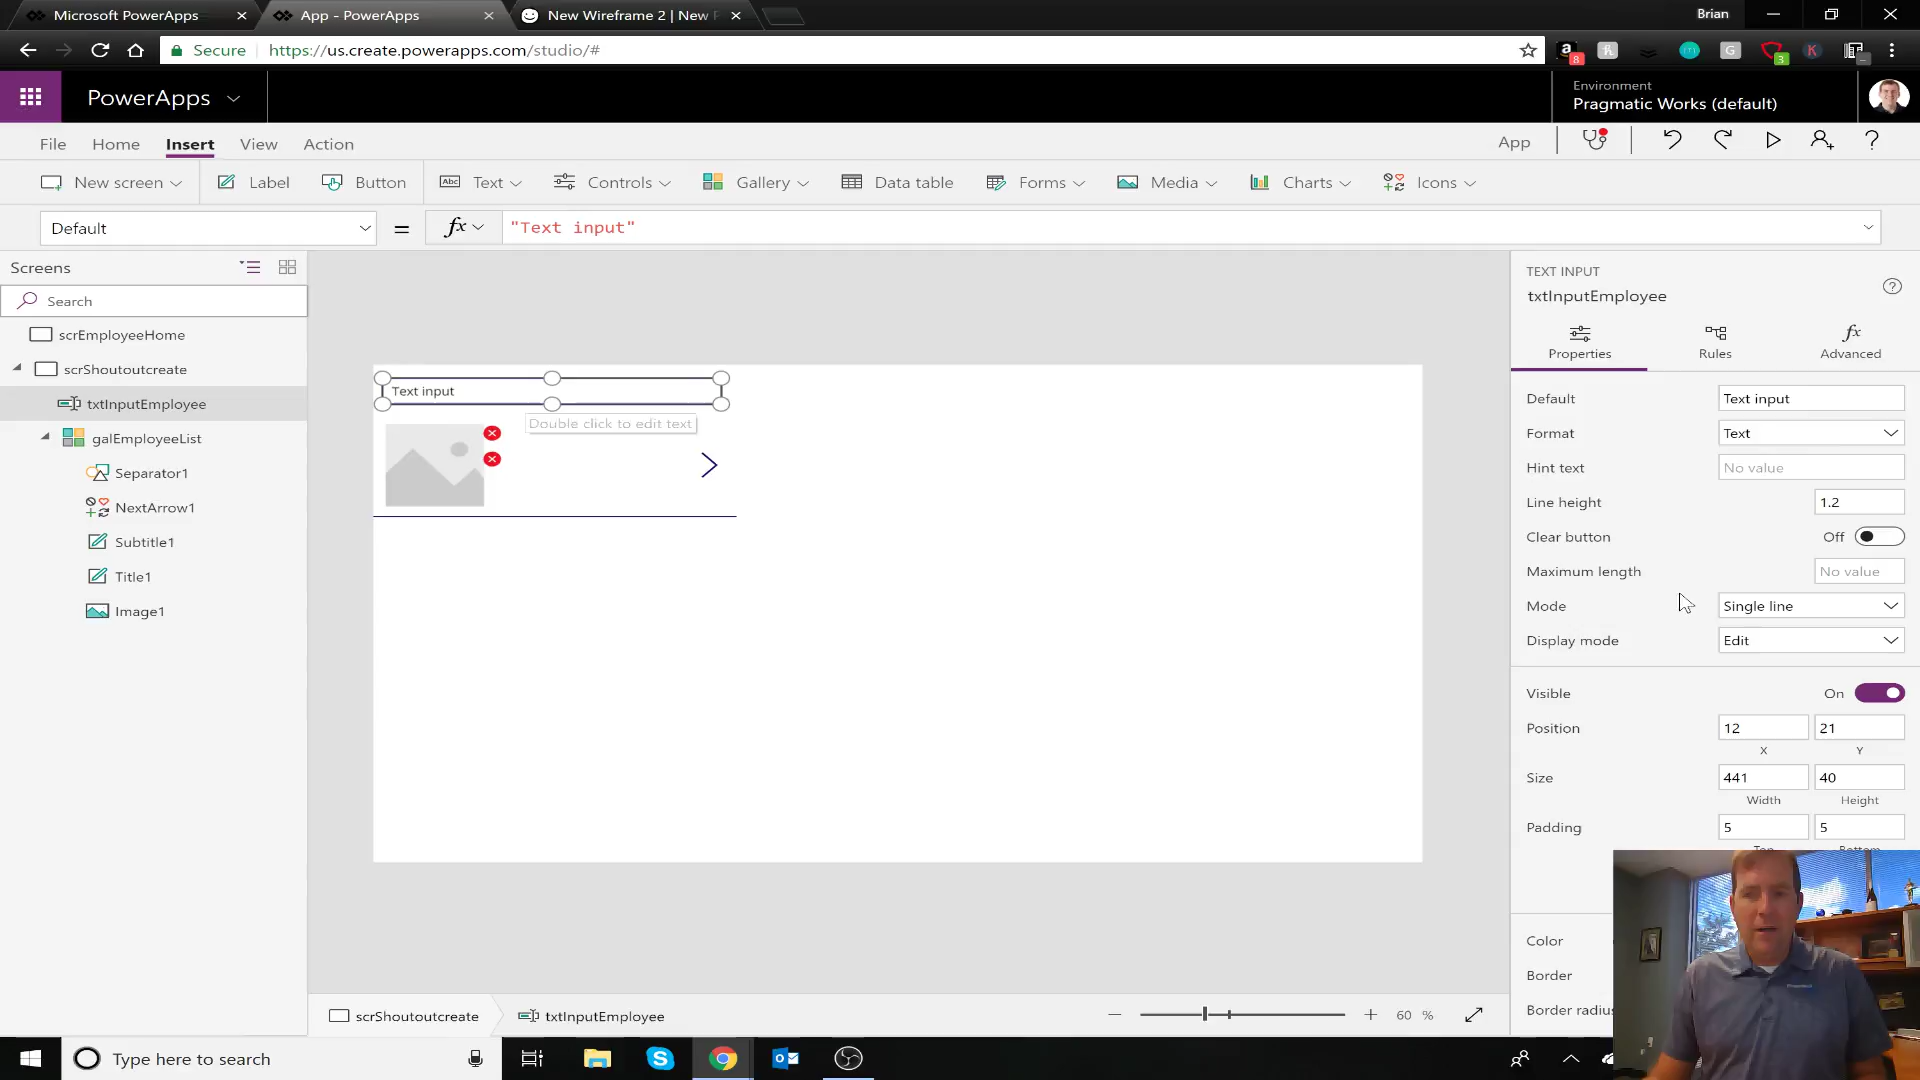 Microsoft PowerApps
App - PowerApps
New Wireframe 2 | New
Brian
Secure
https://us.create.powerapps.com/studio/#
PowerApps
Environment
Pragmatic Works (default)
File
Home
Insert
View
Action
App
New screen
Label
Button
Abc
Text
Controls
Gallery
Data table
Forms
Media
Charts
Icons
Default
=
fx
"Text input"
Screens
Search
scrEmployeeHome
scrShoutoutcreate
txtInputEmployee
galEmployeeList
Separator1
NextArrow1
Subtitle1
Title1
Image1
Text input
Double click to edit text
TEXT INPUT
txtInputEmployee
Properties
Rules
Advanced
Default
Text input
Format
Text
Hint text
No value
Line height
1.2
Clear button
Off
Maximum length
No value
Mode
Single line
Display mode
Edit
Visible
On
Position
12
21
X
Y
Size
441
40
Width
Height
Padding
5
5
Color
Border
Border radiu
scrShoutoutcreate
txtInputEmployee
60 %
Type here to search